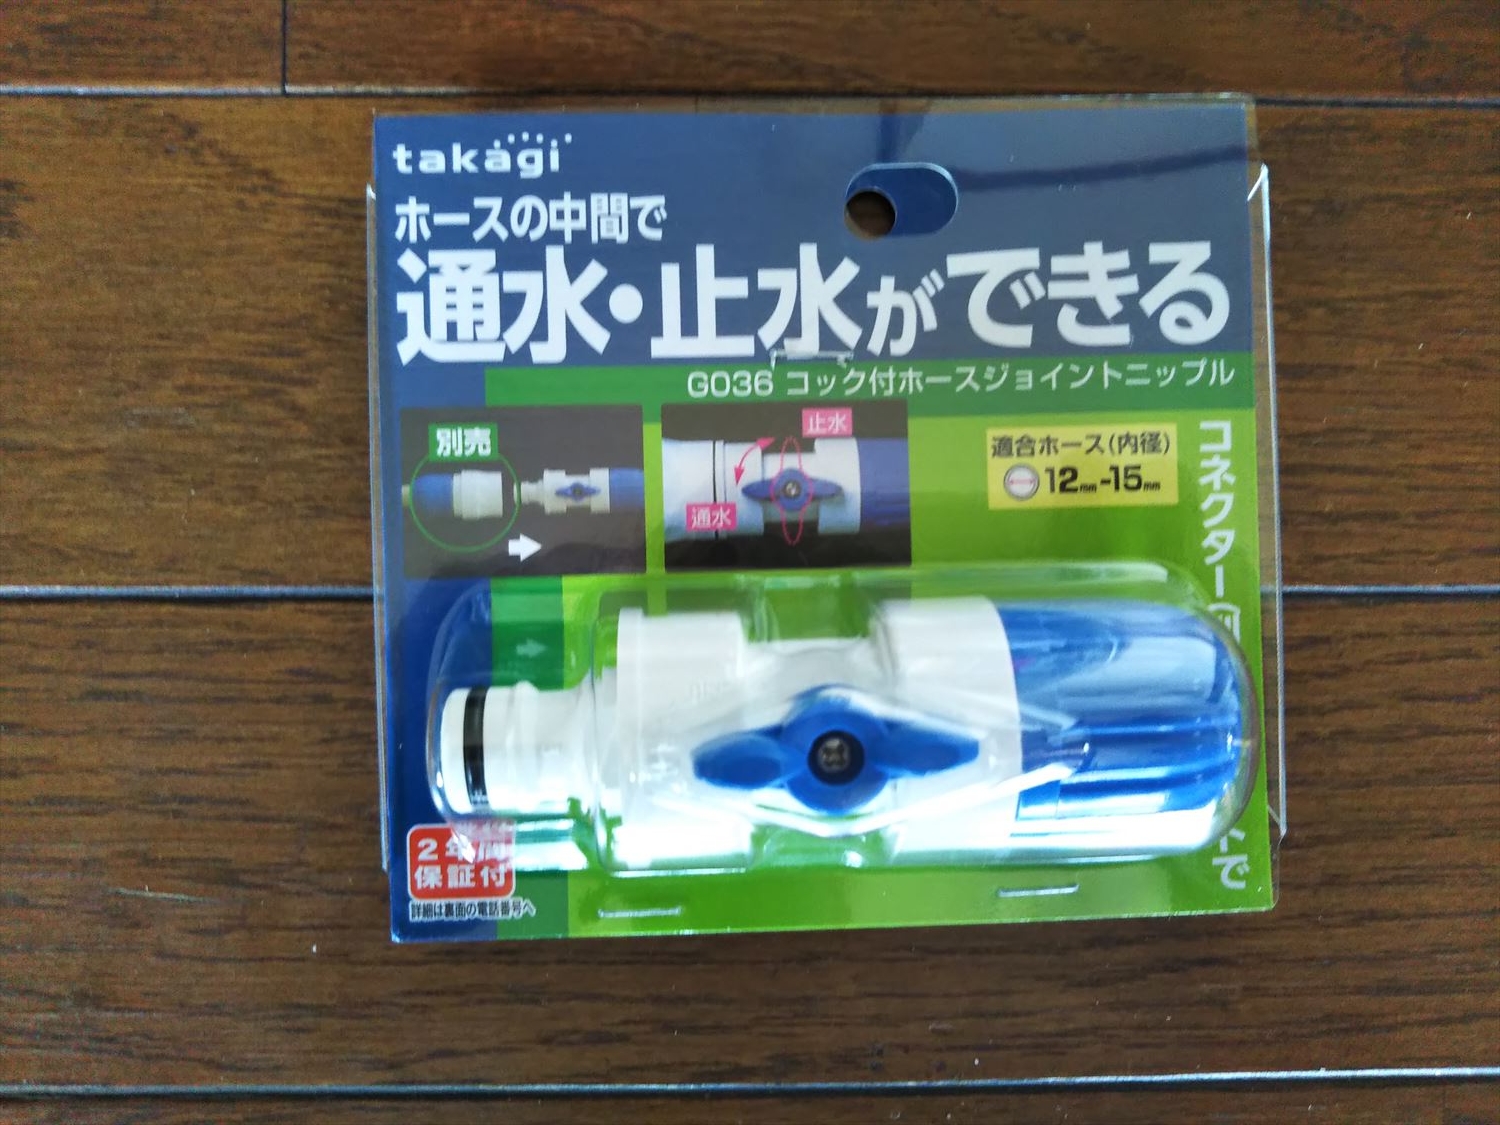 takagi
ホースの中間で
通水・止水ができる
G036 コック付ホースジョイントニップル
別売
止水
通水
適合ホース(内径)
12mm-15mm
コネクター
で
2年間
保証付
詳細は裏面の電話番号へ